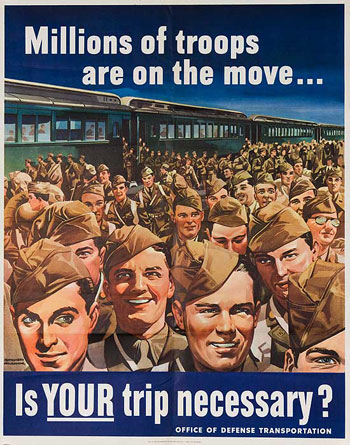 Millions of troops
are on the move...
Is YOUR trip necessary?
OFFICE OF DEFENSE TRANSPORTATION